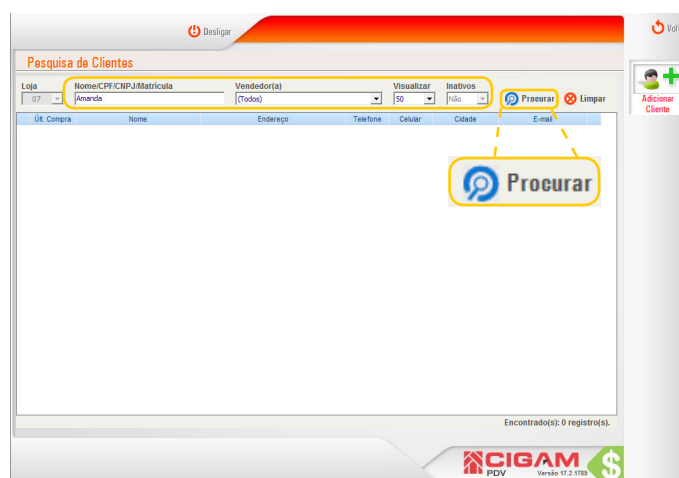 Desligar
Vol
Pesquisa de Clientes
Loja Nome/CPF/CNPJ/Matrícula Vendedor(a) Visualizar Inativos
07 Amanda (Todos) 50 Não Procurar Limpar
Adicionar
Cliente
Últ. Compra Nome Endereço Telefone Celular Cidade E-mail
Procurar
Encontrado(s): 0 registro(s).
CIGAM
PDV Versão 17.2.1789